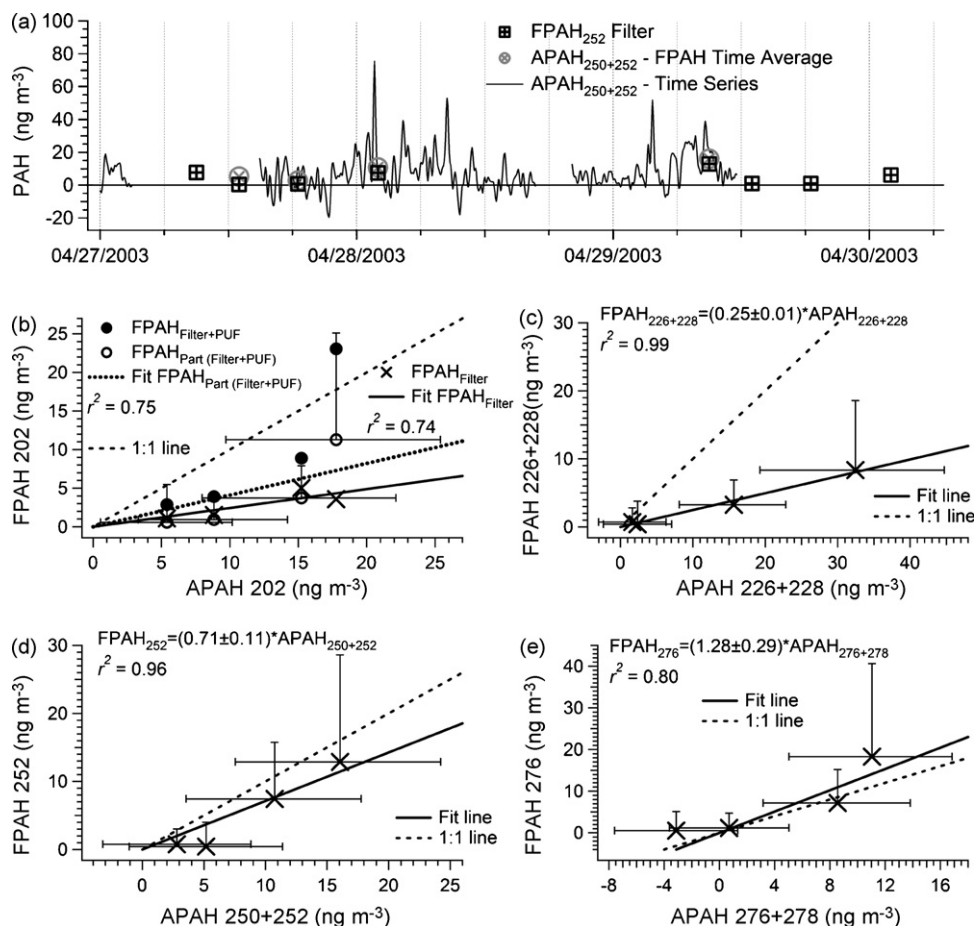 (a)
PAH (ng m-3)
100
80
60
40
20
0
-20
FPAH252 Filter
APAH250+252 - FPAH Time Average
APAH250+252 - Time Series
04/27/2003 04/28/2003 04/29/2003 04/30/2003
(b)
FPAH 202 (ng m-3)
25
20
15
10
5
0
FPAHFilter+PUF
FPAHPart (Filter+PUF)
Fit FPAHPart (Filter+PUF)
r2 = 0.75
1:1 line
FPAHFilter
Fit FPAHFilter
r2 = 0.74
0 5 10 15 20 25
APAH 202 (ng m-3)
(c)
FPAH226+228=(0.25±0.01)*APAH226+228
r2 = 0.99
FPAH 226+228(ng m-3)
30
20
10
0
Fit line
1:1 line
0 10 20 30 40
APAH 226+228 (ng m-3)
(d)
FPAH252=(0.71±0.11)*APAH250+252
r2 = 0.96
FPAH 252 (ng m-3)
30
20
10
0
Fit line
1:1 line
0 5 10 15 20 25
APAH 250+252 (ng m-3)
(e)
FPAH276=(1.28±0.29)*APAH276+278
r2 = 0.80
FPAH 276 (ng m-3)
40
30
20
10
0
Fit line
1:1 line
-8 -4 0 4 8 12 16
APAH 276+278 (ng m-3)